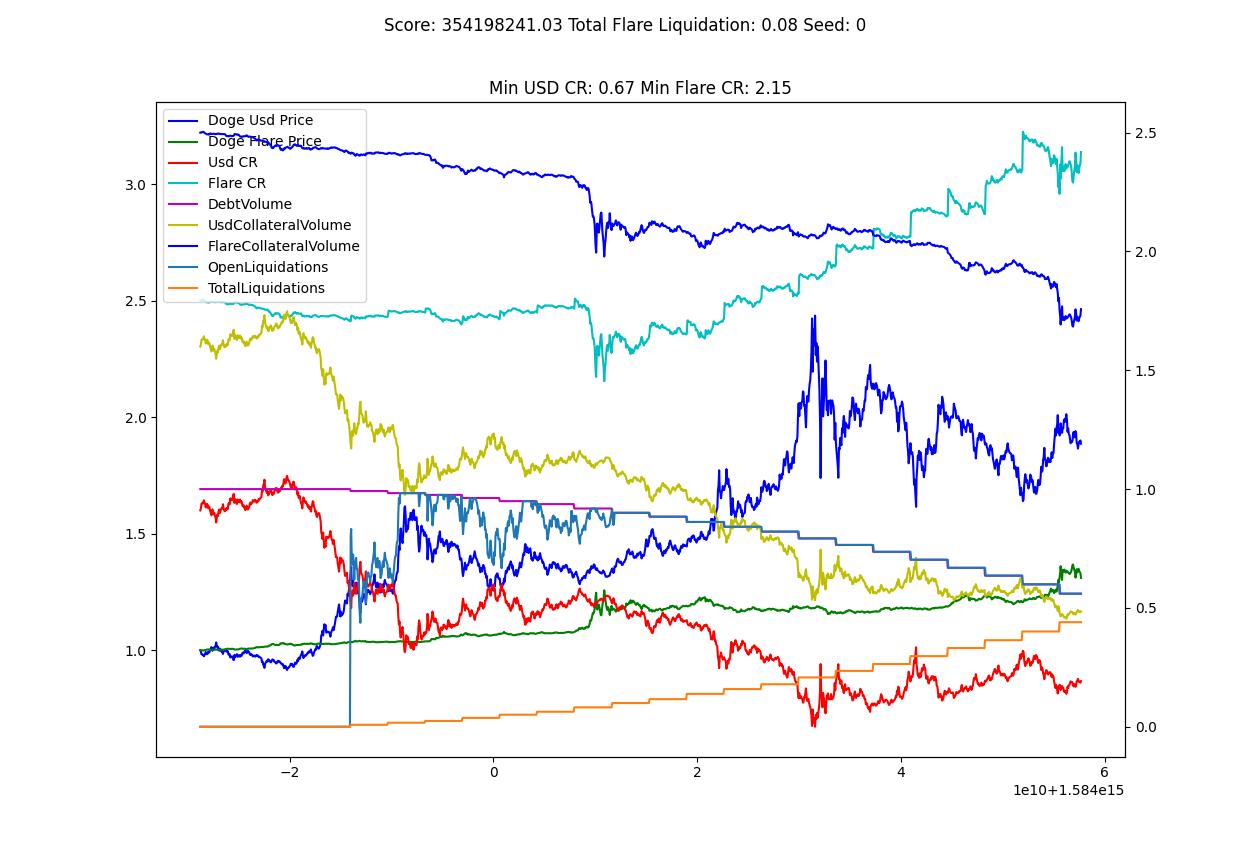 Score: 354198241.03 Total Flare Liquidation: 0.08 Seed: 0
Min USD CR: 0.67 Min Flare CR: 2.15
Doge Usd Price
Doge Flare Price
Usd CR
Flare CR
DebtVolume
UsdCollateralVolume
FlareCollateralVolume
OpenLiquidations
TotalLiquidations
3.0
2.5
2.0
1.5
1.0
2.5
2.0
1.5
1.0
0.5
0.0
−2
0
2
4
6
1e10+1.584e15